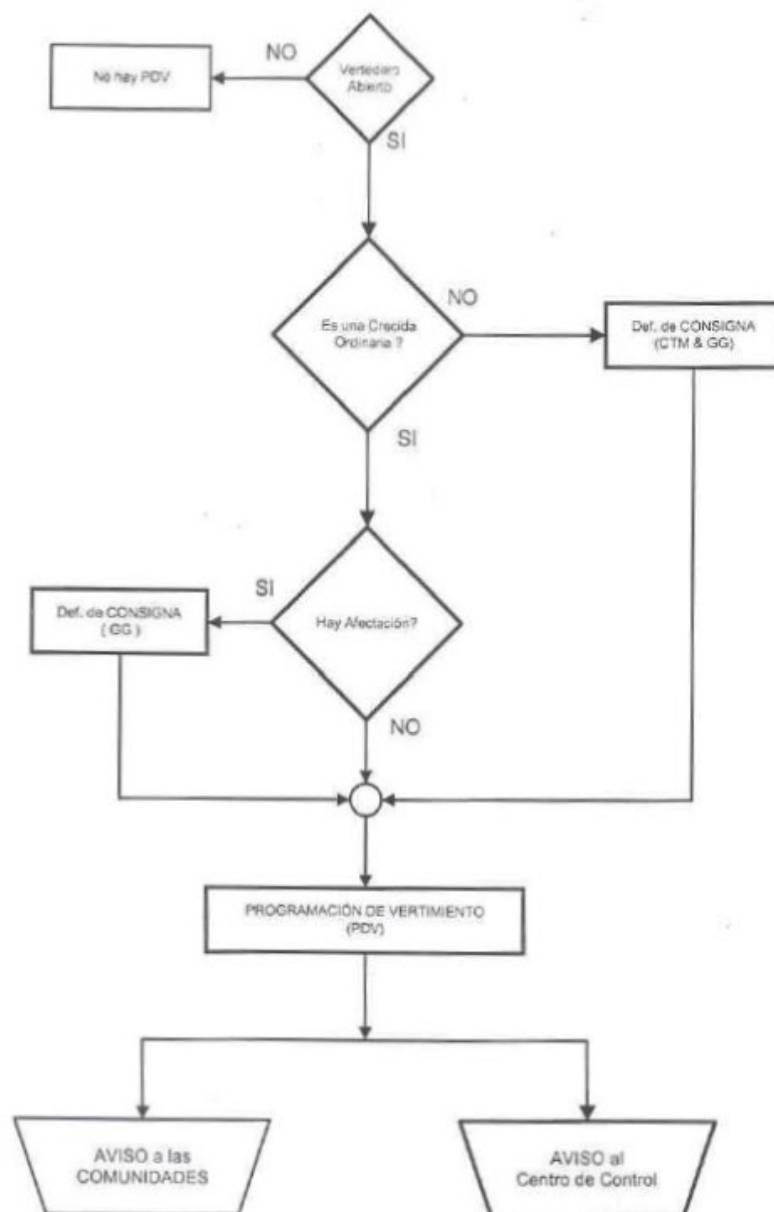 NO
Vertedero
Abierto
No hay PDV
SI
Es una Crecida
Ordinaria ?
NO
Def. de CONSIGNA
(CTM & GG)
SI
Hay Afectación?
SI
Def. de CONSIGNA
( GG )
NO
PROGRAMACIÓN DE VERTIMIENTO
(PDV)
AVISO a las
COMUNIDADES
AVISO al
Centro de Control